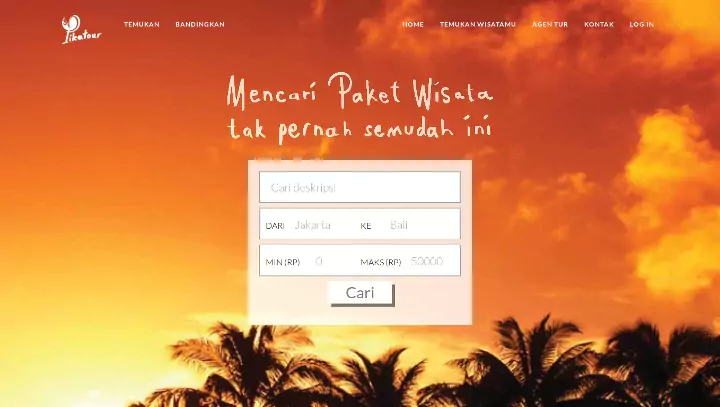 Pikatour
TEMUKAN BANDINGKAN HOME TEMUKAN WISATAMU AGEN TUR KONTAK LOG IN
Mencari Paket Wisata
tak pernah semudah ini
Cari deskripsi
DARI Jakarta KE Bali
MIN (RP) 0 MAKS (RP) 50000
Cari